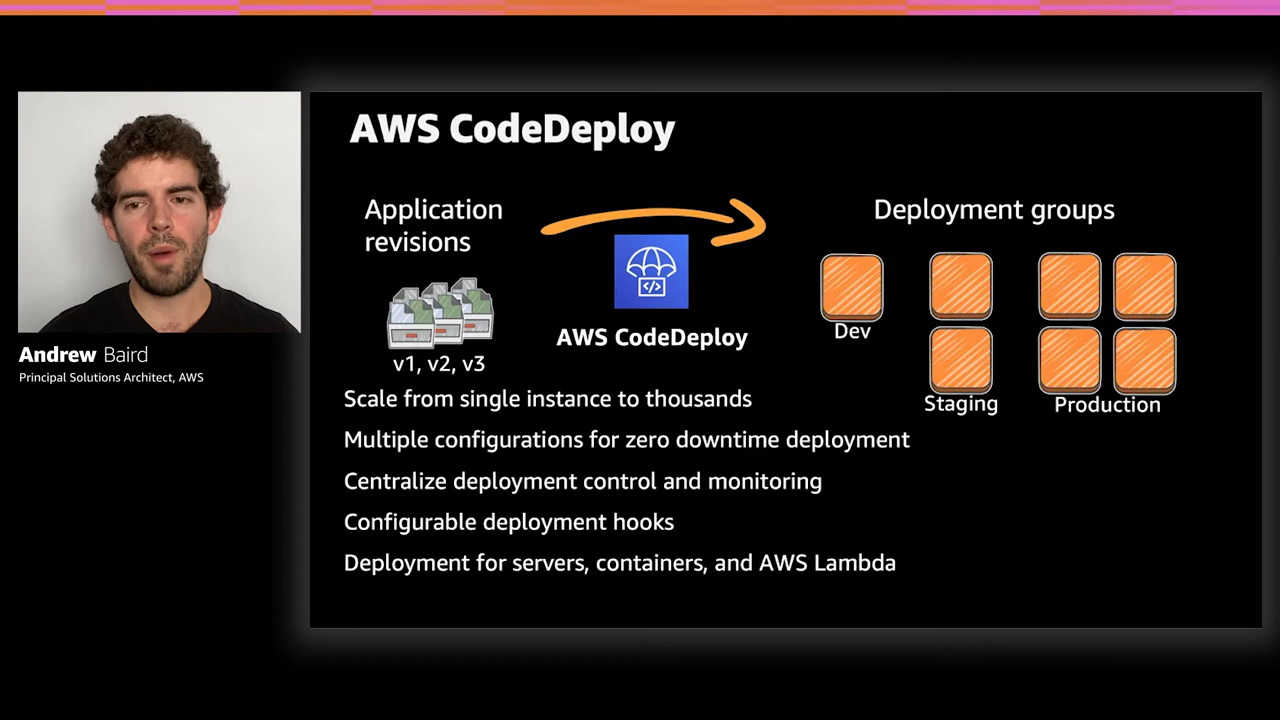 AWS CodeDeploy
Application
revisions
v1, v2, v3
</>
AWS CodeDeploy
Deployment groups
Dev
Staging
Production
Scale from single instance to thousands
Multiple configurations for zero downtime deployment
Centralize deployment control and monitoring
Configurable deployment hooks
Deployment for servers, containers, and AWS Lambda
Andrew Baird
Principal Solutions Architect, AWS